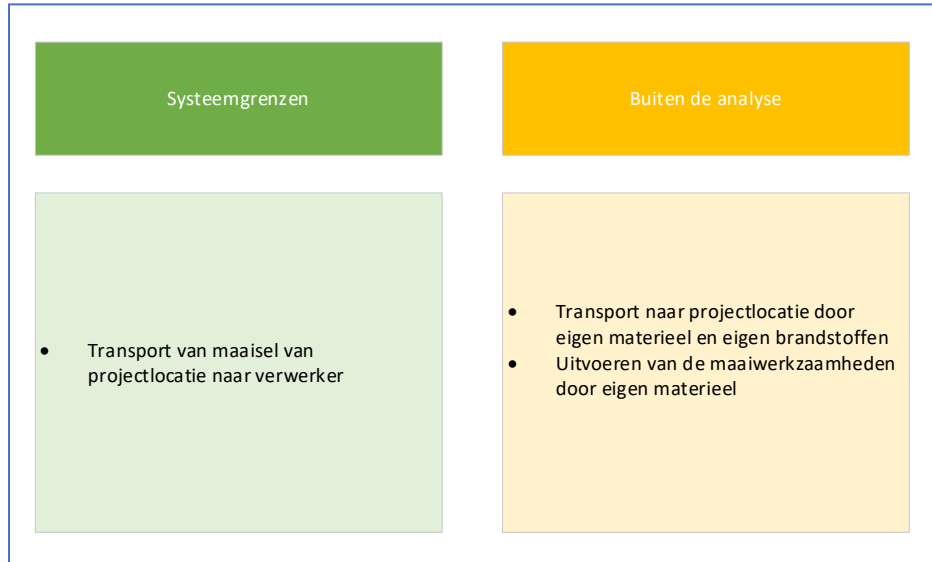 Systeemgrenzen
Buiten de analyse
• Transport van maaisel van
projectlocatie naar verwerker
• Transport naar projectlocatie door
eigen materieel en eigen brandstoffen
• Uitvoeren van de maaiwerkzaamheden
door eigen materieel